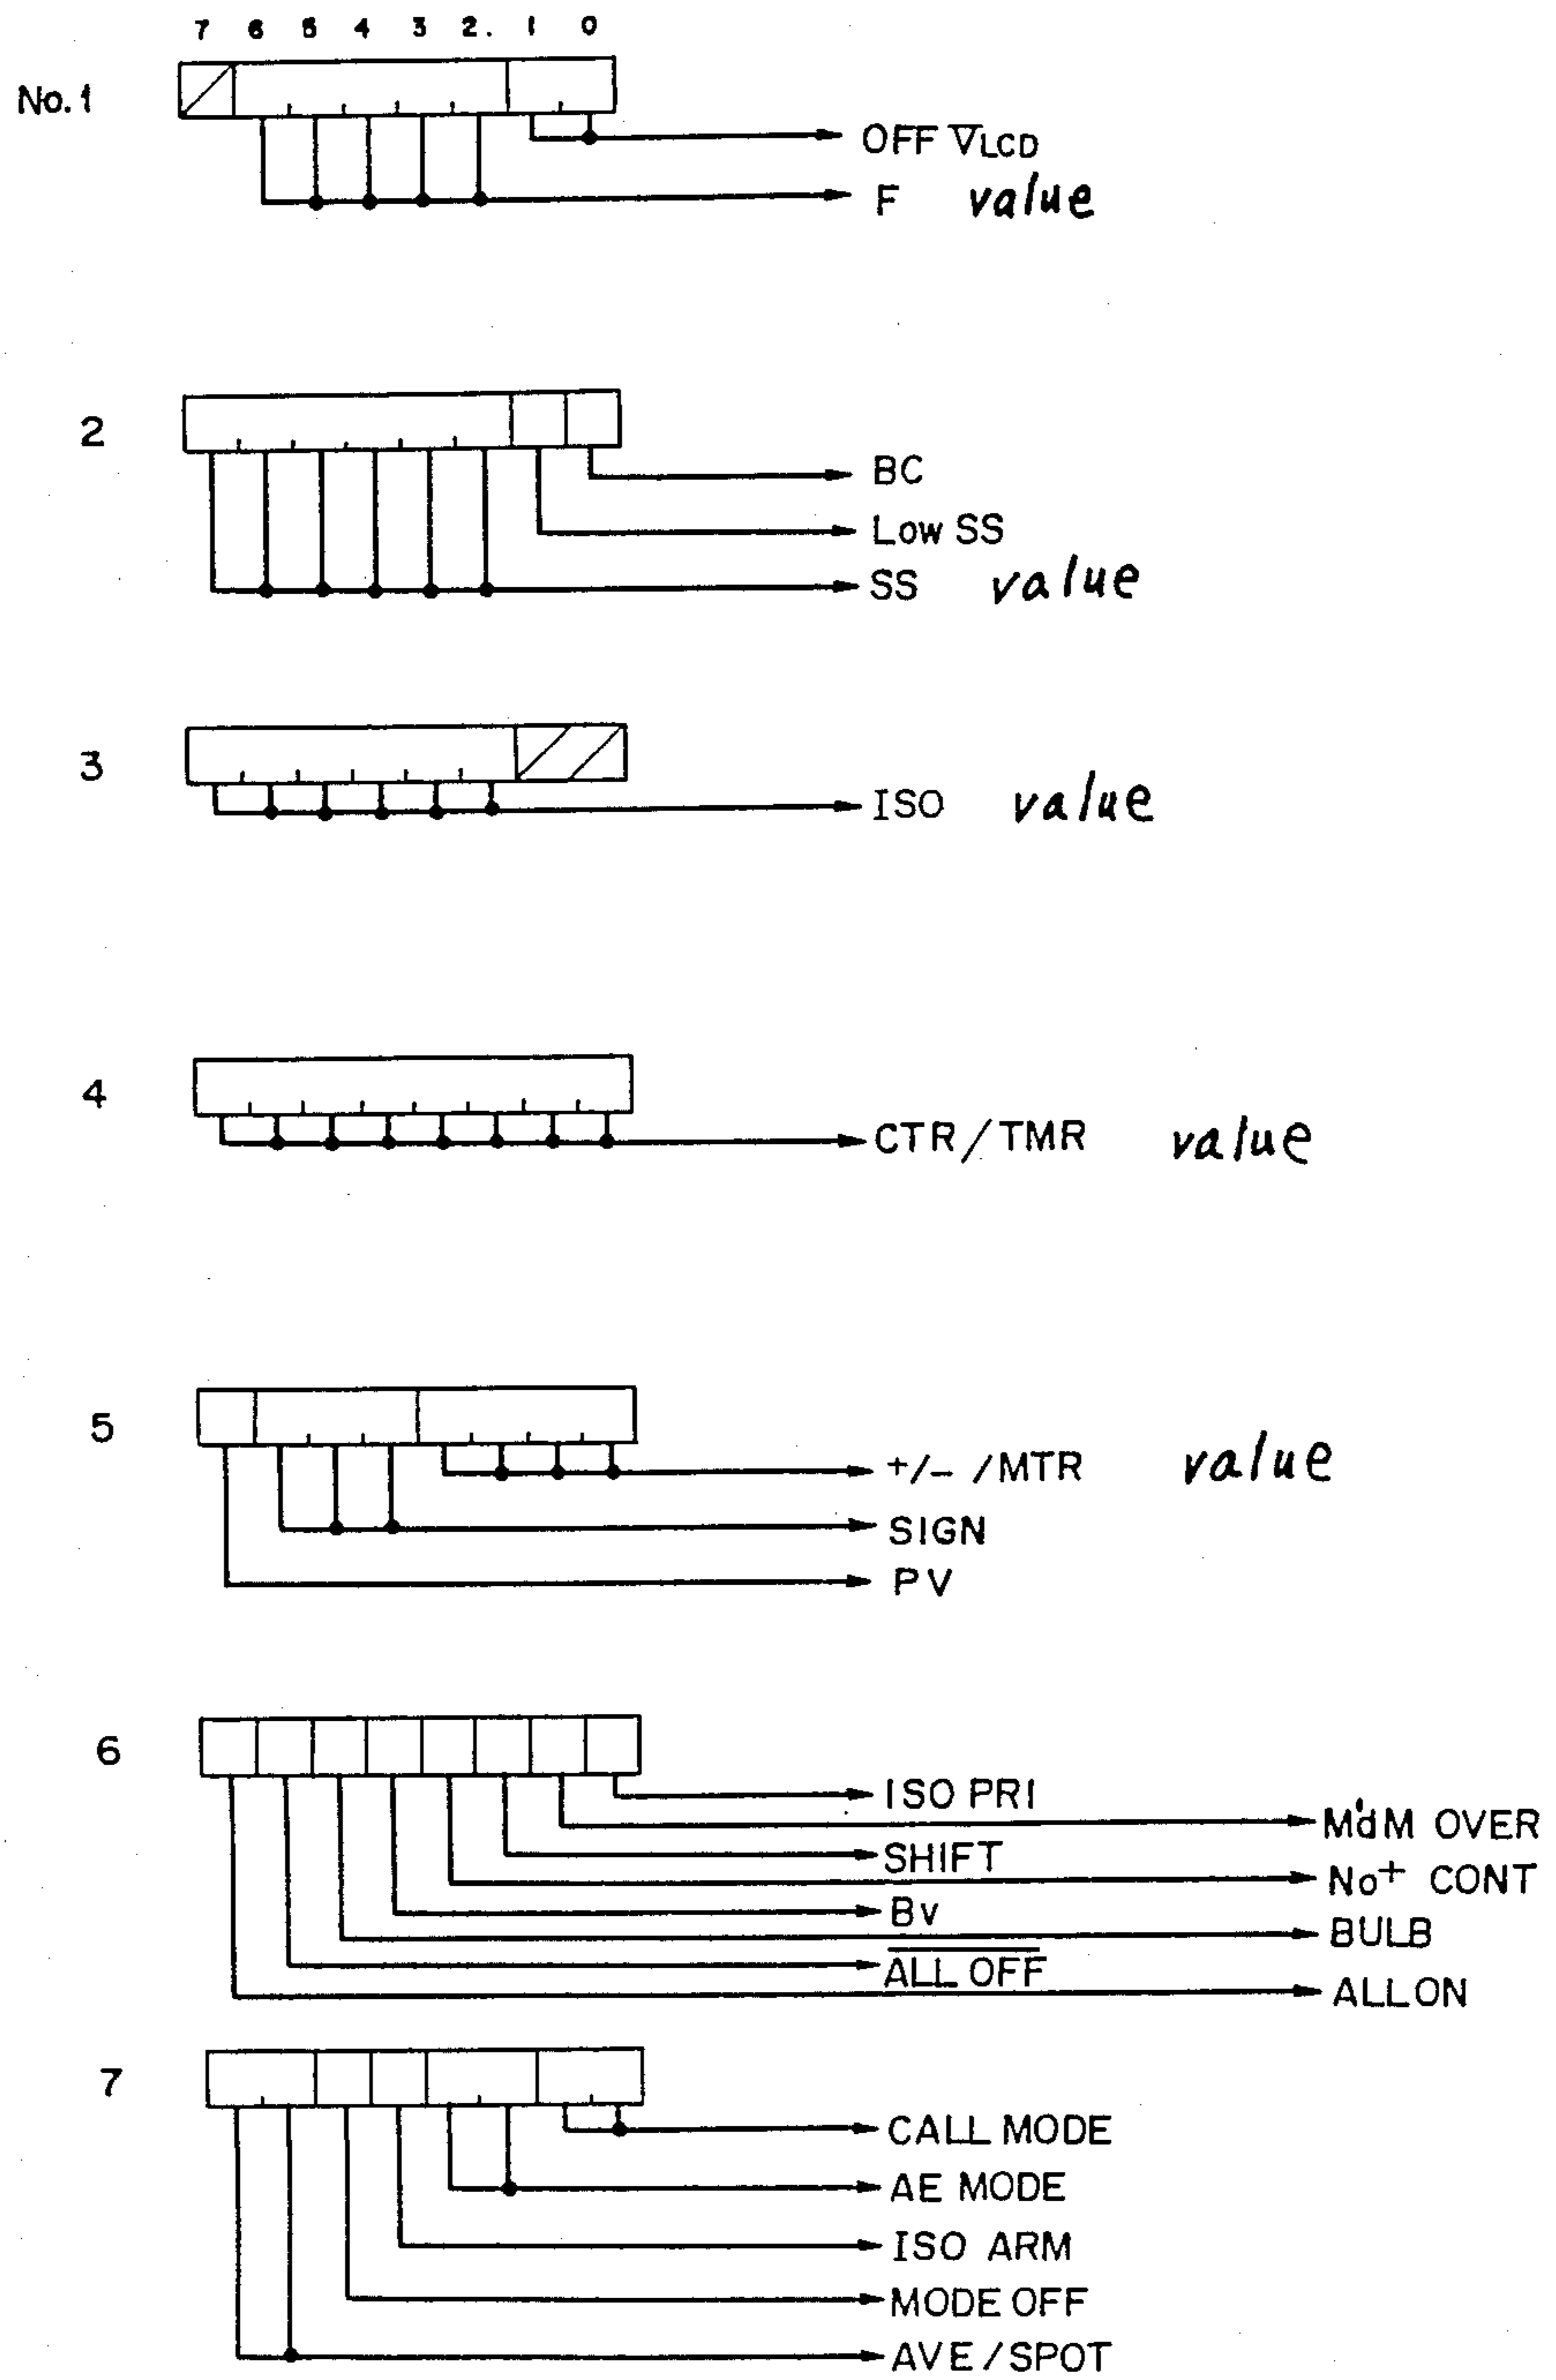 7 6 5 4 3 2. 1 0
No. 1
OFF VLCD
F value
2
BC
Low SS
SS value
3
ISO value
4
CTR/TMR value
5
+/− /MTR value
SIGN
PV
6
ISO PRI
M'dM OVER
SHIFT
No+ CONT
Bv
BULB
ALL OFF
ALL ON
7
CALL MODE
AE MODE
ISO ARM
MODE OFF
AVE/SPOT